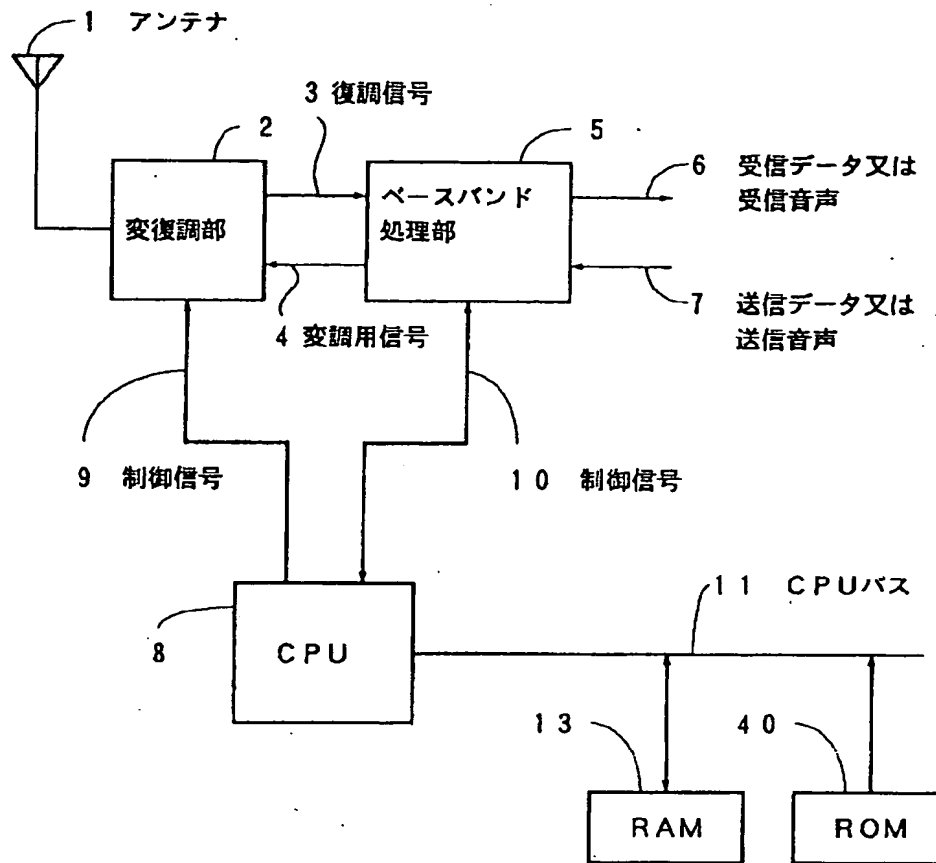 1 アンテナ
3 復調信号
2
5
変復調部
ベースバンド
処理部
6 受信データ又は
受信音声
4 変調用信号
7 送信データ又は
送信音声
9 制御信号
10 制御信号
8
CPU
11 CPUバス
13
40
RAM
ROM